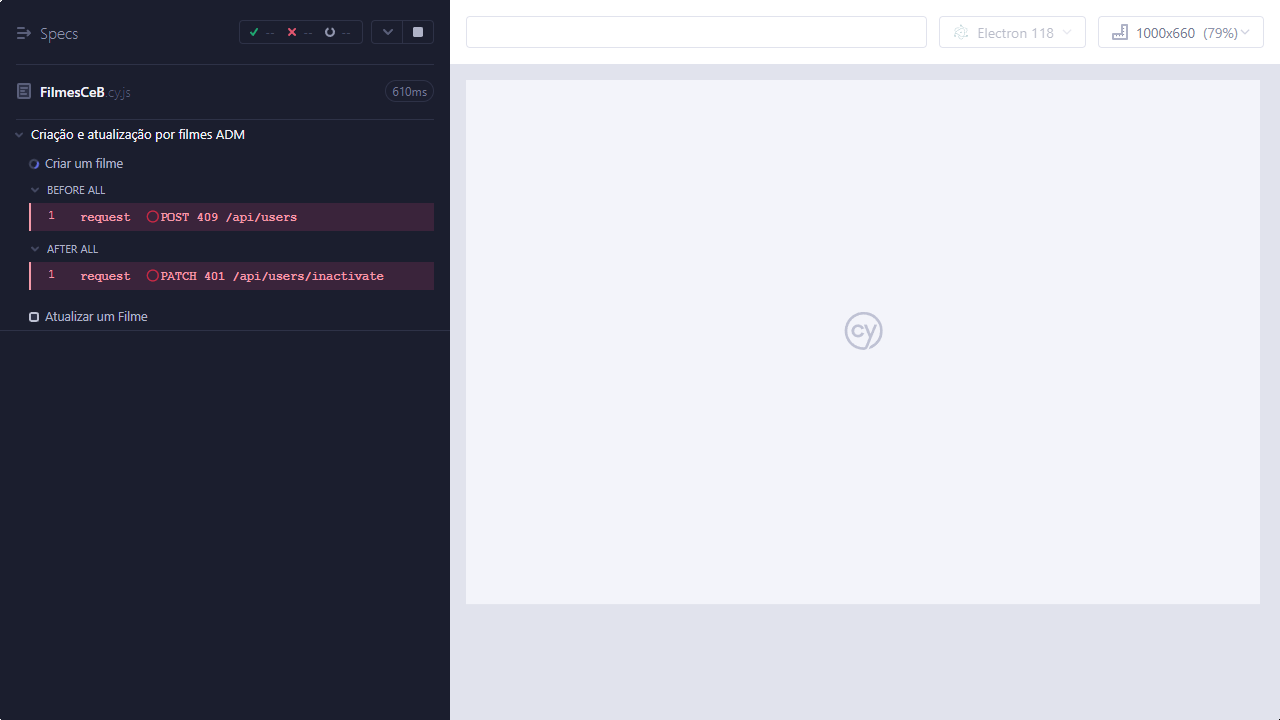 Specs
-- -- --
FilmesCeB.cy.js
610ms
Criação e atualização por filmes ADM
Criar um filme
BEFORE ALL
1 request POST 409 /api/users
AFTER ALL
1 request PATCH 401 /api/users/inactivate
Atualizar um Filme
Electron 118
1000x660 (79%)
cy